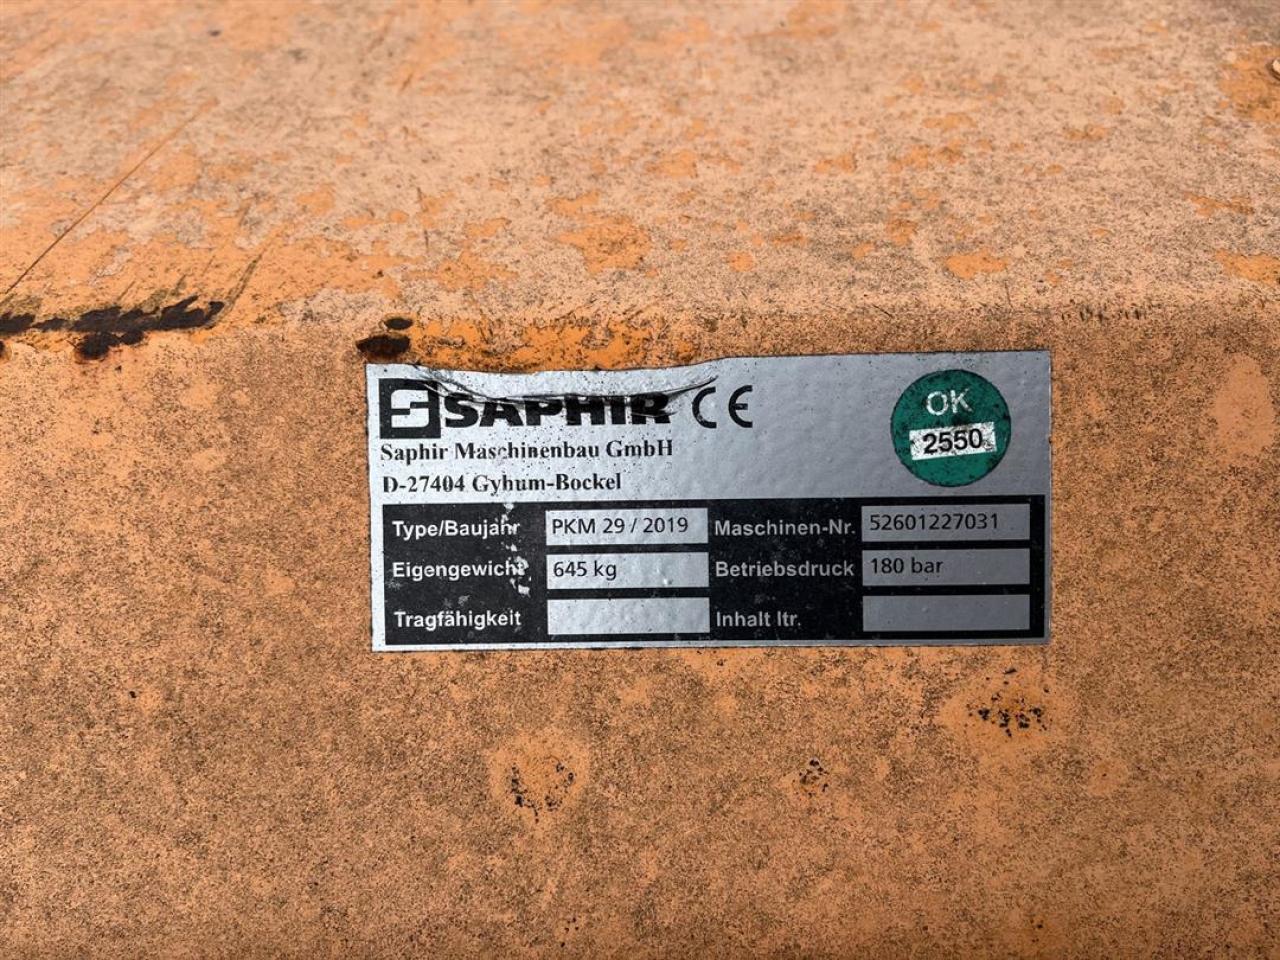 SAPHIR CE
Saphir Maschinenbau GmbH
D-27404 Gyhum-Bockel
OK
2550
Type/Baujahr PKM 29 / 2019 Maschinen-Nr. 52601227031
Eigengewicht 645 kg Betriebsdruck 180 bar
Tragfähigkeit Inhalt ltr.